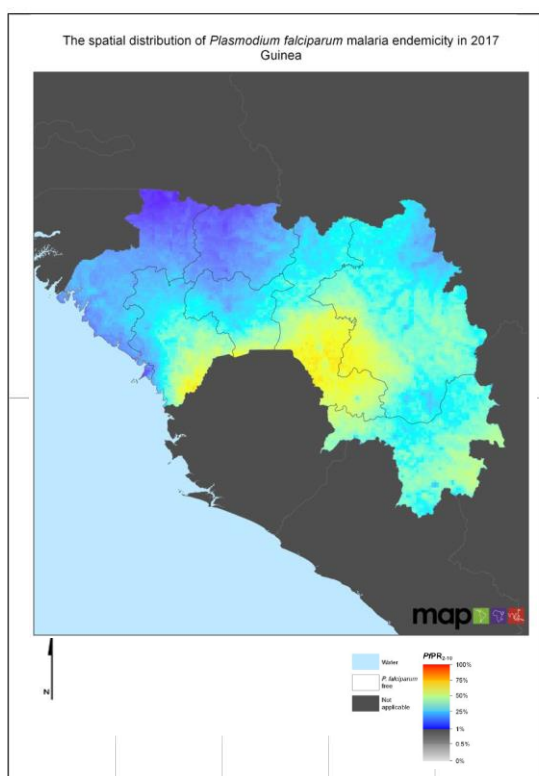 The spatial distribution of Plasmodium falciparum malaria endemicity in 2017
Guinea
map
N
Water
P. falciparum
free
Not
applicable
PfPR2-10
100%
75%
50%
25%
1%
0.5%
0%